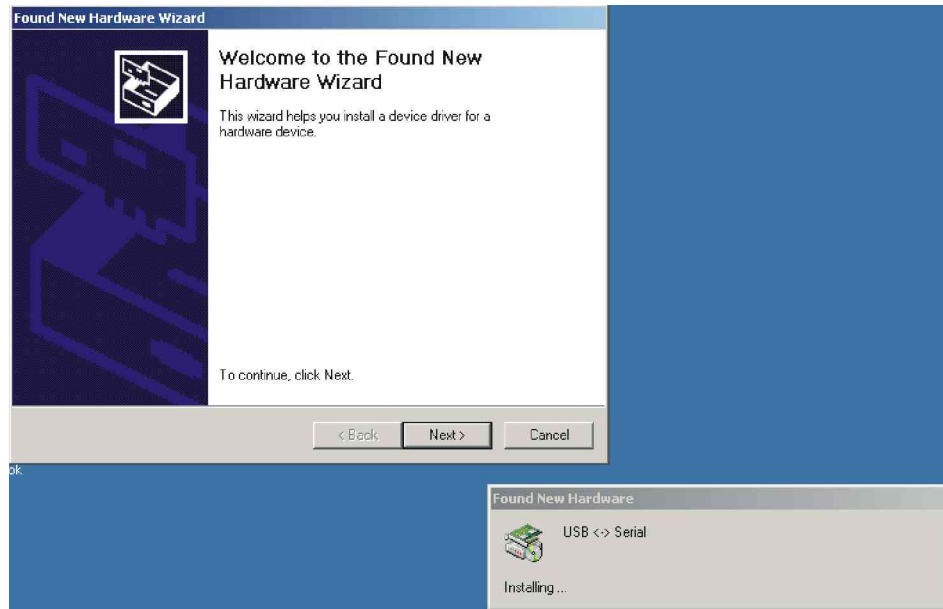 Found New Hardware Wizard
Welcome to the Found New
Hardware Wizard
This wizard helps you install a device driver for a
hardware device.
To continue, click Next.
< Back
Next >
Cancel
ok
Found New Hardware
USB <-> Serial
Installing ...